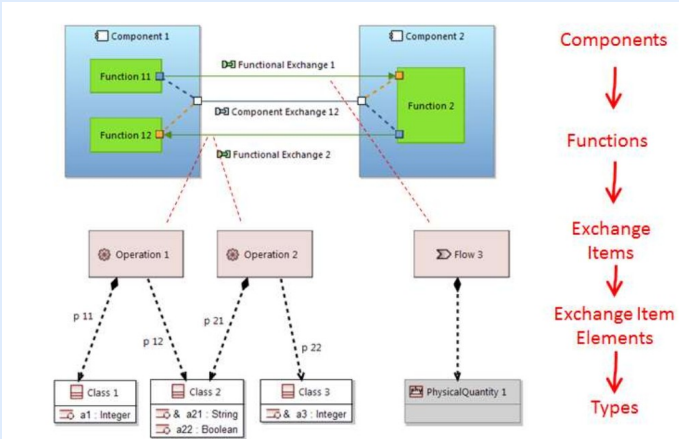 Component 1
Component 2
Components
Functional Exchange 1
Function 11
Function 2
Component Exchange 12
Function 12
Functions
Functional Exchange 2
Operation 1
Operation 2
Flow 3
Exchange
Items
p 11
p 12
p 21
p 22
Exchange Item
Elements
Class 1
a1 : Integer
Class 2
& a21 : String
a22 : Boolean
Class 3
& a3 : Integer
PhysicalQuantity 1
Types